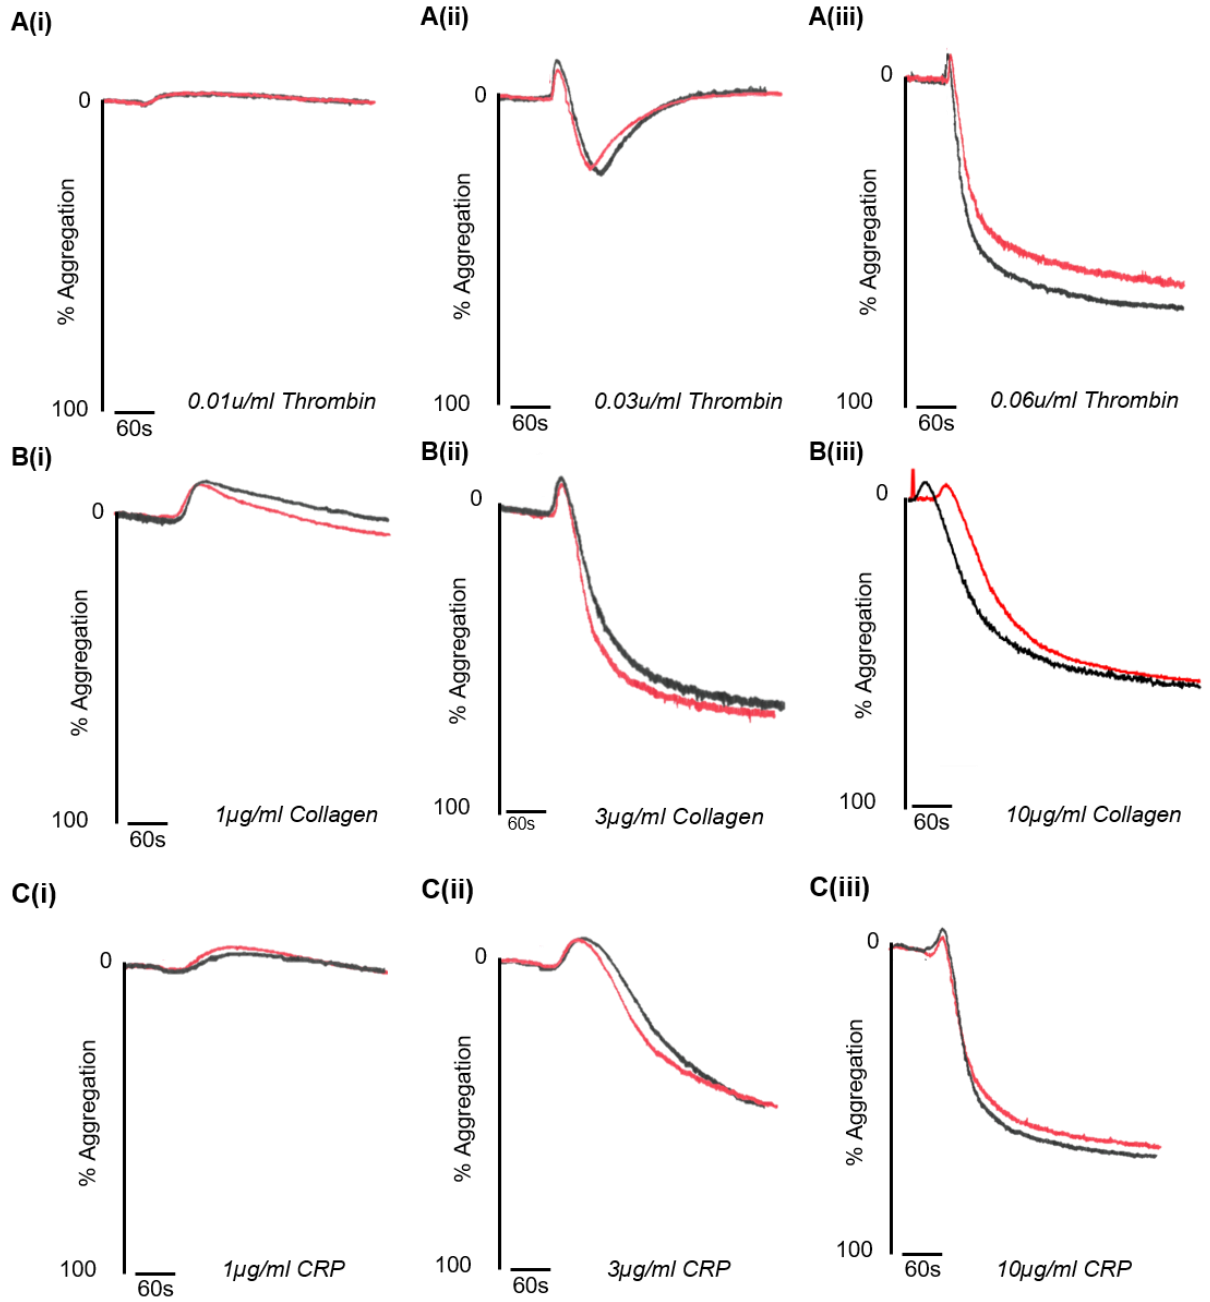 A(i)
A(ii)
A(iii)
0
0
0
% Aggregation
% Aggregation
% Aggregation
100
100
100
0.01u/ml Thrombin
0.03u/ml Thrombin
0.06u/ml Thrombin
60s
60s
60s
B(i)
B(ii)
B(iii)
0
0
0
% Aggregation
% Aggregation
% Aggregation
100
100
100
1µg/ml Collagen
3µg/ml Collagen
10µg/ml Collagen
60s
60s
60s
C(i)
C(ii)
C(iii)
0
0
0
% Aggregation
% Aggregation
% Aggregation
100
100
100
1µg/ml CRP
3µg/ml CRP
10µg/ml CRP
60s
60s
60s